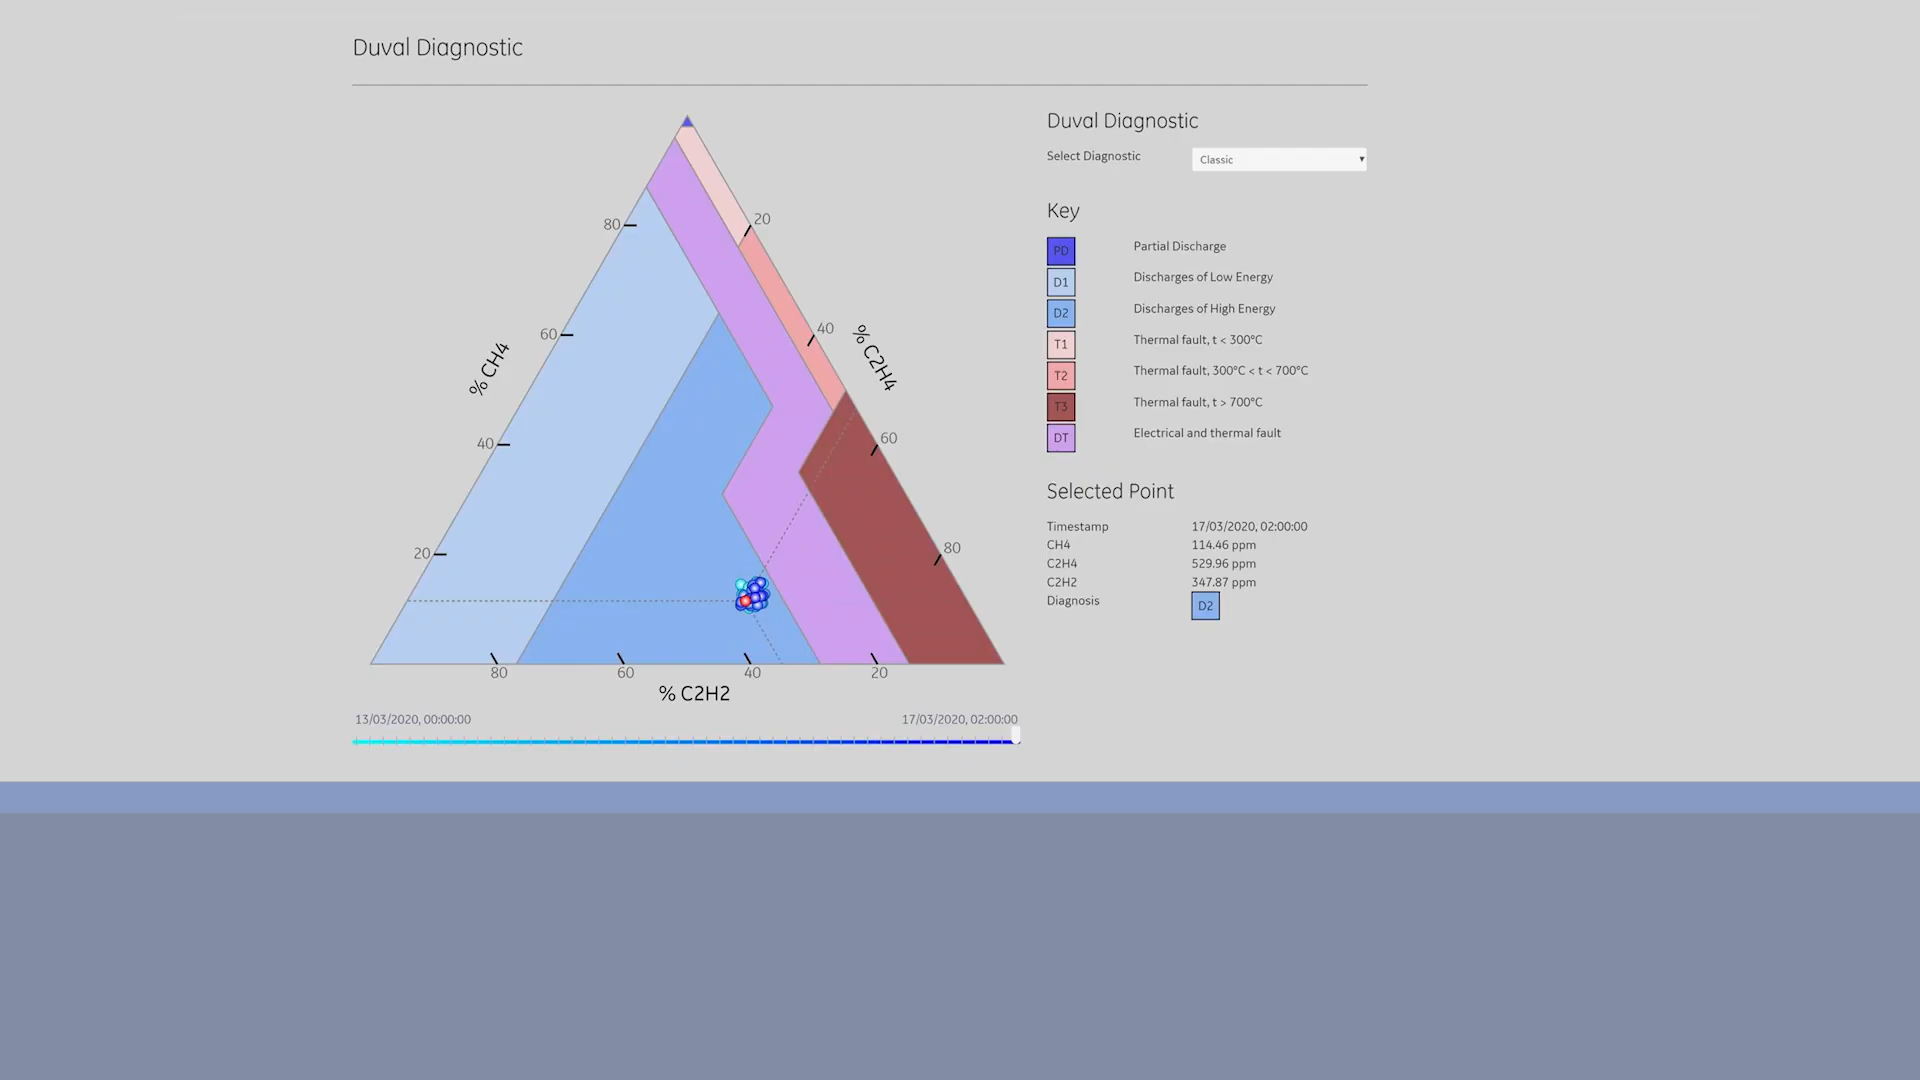 Duval Diagnostic
80
60
40
20
% CH4
20
40
60
80
% C2H4
80
60
40
20
% C2H2
13/03/2020, 00:00:00
17/03/2020, 02:00:00
Duval Diagnostic
Select Diagnostic Classic
Key
PD Partial Discharge
D1 Discharges of Low Energy
D2 Discharges of High Energy
T1 Thermal fault, t < 300°C
T2 Thermal fault, 300°C < t < 700°C
T3 Thermal fault, t > 700°C
DT Electrical and thermal fault
Selected Point
Timestamp 17/03/2020, 02:00:00
CH4 114.46 ppm
C2H4 529.96 ppm
C2H2 347.87 ppm
Diagnosis D2